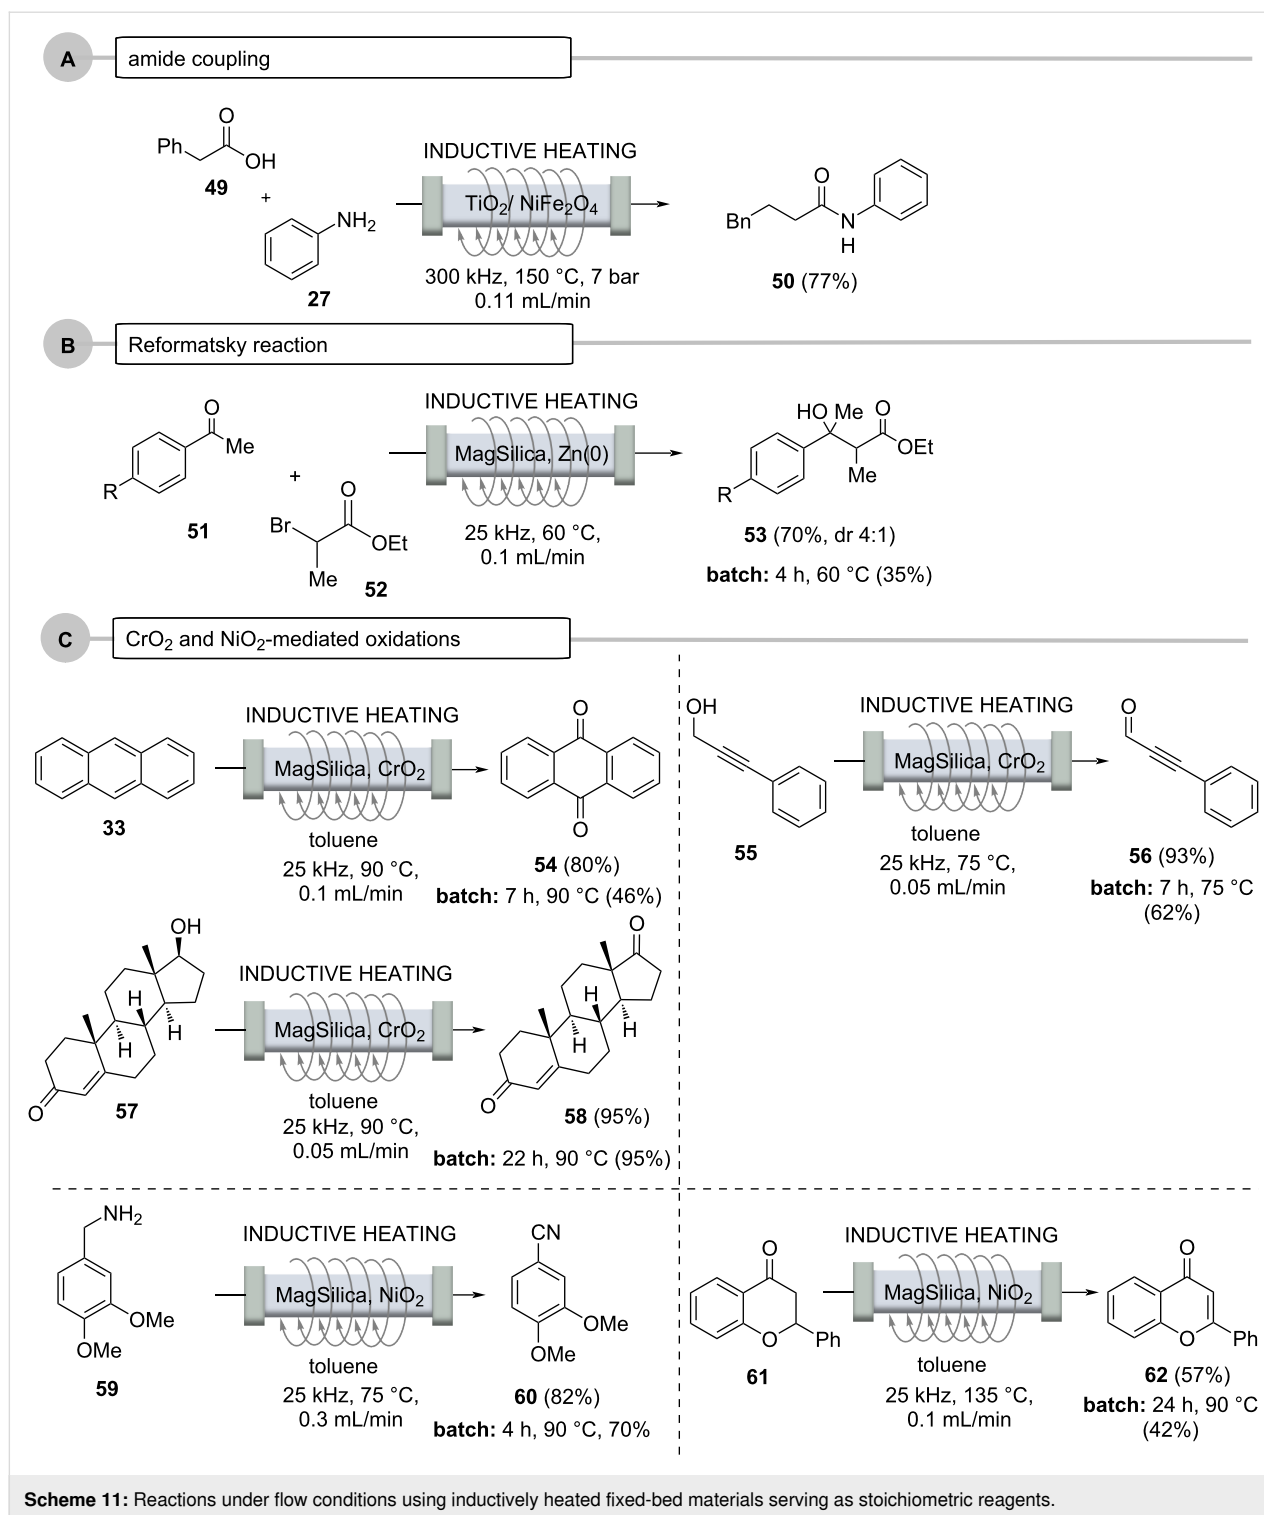 A amide coupling
O
Ph
OH
49
+
NH2
27
INDUCTIVE HEATING
TiO2/ NiFe2O4
300 kHz, 150 °C, 7 bar
0.11 mL/min
O
Bn
N
H
50 (77%)
B Reformatsky reaction
O
Me
R
51
+
O
Br
OEt
Me
52
INDUCTIVE HEATING
MagSilica, Zn(0)
25 kHz, 60 °C,
0.1 mL/min
HO Me O
OEt
Me
R
53 (70%, dr 4:1)
batch: 4 h, 60 °C (35%)
C CrO2 and NiO2-mediated oxidations
33
INDUCTIVE HEATING
MagSilica, CrO2
toluene
25 kHz, 90 °C,
0.1 mL/min
O
O
54 (80%)
batch: 7 h, 90 °C (46%)
OH
55
INDUCTIVE HEATING
MagSilica, CrO2
toluene
25 kHz, 75 °C,
0.05 mL/min
O
56 (93%)
batch: 7 h, 75 °C
(62%)
OH
H
H
H
O
57
INDUCTIVE HEATING
MagSilica, CrO2
toluene
25 kHz, 90 °C,
0.05 mL/min
O
H
H
H
O
58 (95%)
batch: 22 h, 90 °C (95%)
NH2
OMe
OMe
59
INDUCTIVE HEATING
MagSilica, NiO2
toluene
25 kHz, 75 °C,
0.3 mL/min
CN
OMe
OMe
60 (82%)
batch: 4 h, 90 °C, 70%
O
O
Ph
61
INDUCTIVE HEATING
MagSilica, NiO2
toluene
25 kHz, 135 °C,
0.1 mL/min
O
O
Ph
62 (57%)
batch: 24 h, 90 °C
(42%)
Scheme 11: Reactions under flow conditions using inductively heated fixed-bed materials serving as stoichiometric reagents.